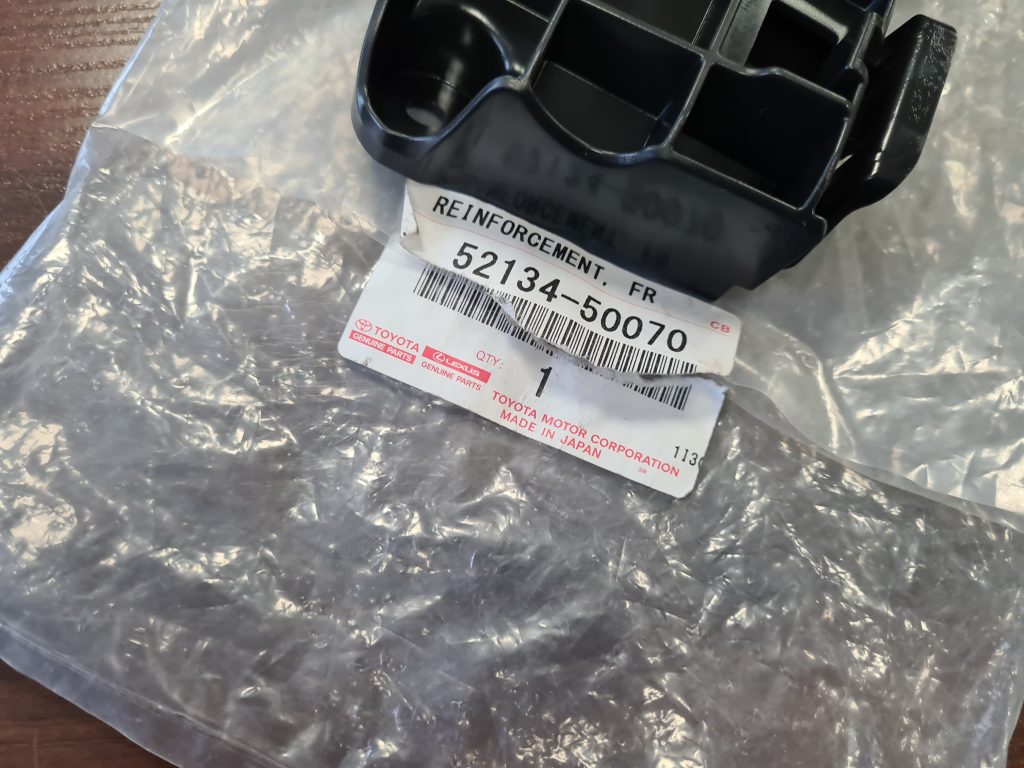 REINFORCEMENT, FR
52134-50070
CB
TOYOTA
GENUINE PARTS
LEXUS
GENUINE PARTS
QTY:
1
TOYOTA MOTOR CORPORATION
MADE IN JAPAN
38